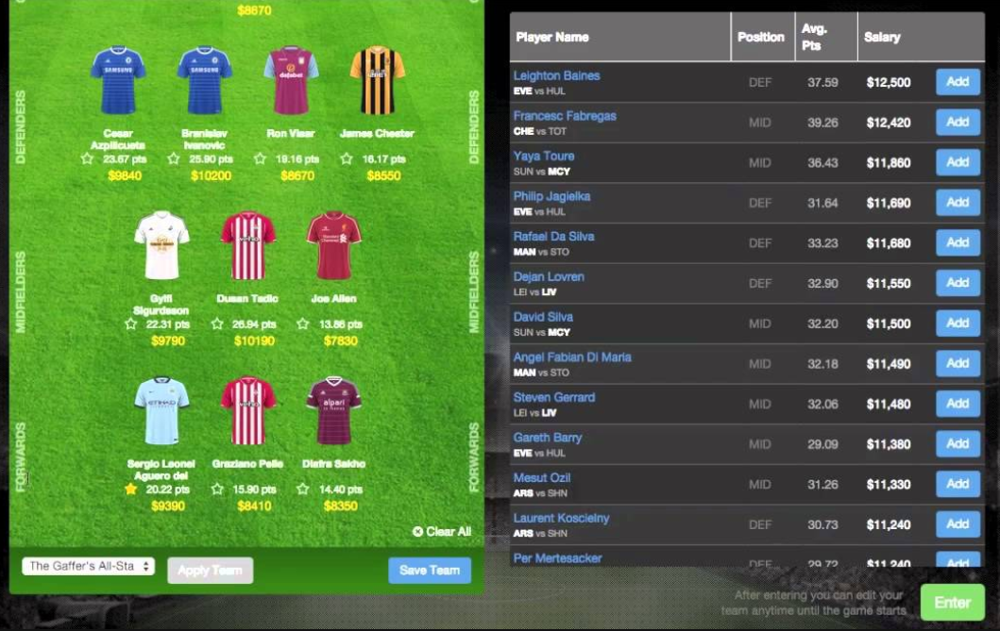 $8670
DEFENDERS
DEFENDERS
SAMSUNG
SAMSUNG
dafabet
Cesar
Azpilicueta
23.67 pts
$9840
Branislav
Ivanovic
25.90 pts
$10200
Ron Vlaar
19.16 pts
$8670
James Chester
16.17 pts
$8550
MIDFIELDERS
MIDFIELDERS
Gylfi
Sigurdsson
22.31 pts
$9790
Dusan Tadic
26.94 pts
$10190
Joe Allen
13.86 pts
$7830
FORWARDS
FORWARDS
ETIHAD
veho
alpari
Sergio Leonel
Aguero del
20.22 pts
$9390
Graziano Pelle
15.90 pts
$8410
Diafra Sakho
14.40 pts
$8350
Clear All
The Gaffer's All-Sta
Apply Team
Save Team
Player Name Position Avg. Pts Salary
Leighton Baines
EVE vs HUL
DEF 37.59 $12,500 Add
Francesc Fabregas
CHE vs TOT
MID 39.26 $12,420 Add
Yaya Toure
SUN vs MCY
MID 36.43 $11,860 Add
Philip Jagielka
EVE vs HUL
DEF 31.64 $11,690 Add
Rafael Da Silva
MAN vs STO
DEF 33.23 $11,680 Add
Dejan Lovren
LEI vs LIV
DEF 32.90 $11,550 Add
David Silva
SUN vs MCY
MID 32.20 $11,500 Add
Angel Fabian Di Maria
MAN vs STO
MID 32.18 $11,490 Add
Steven Gerrard
LEI vs LIV
MID 32.06 $11,480 Add
Gareth Barry
EVE vs HUL
MID 29.09 $11,380 Add
Mesut Ozil
ARS vs SHN
MID 31.26 $11,330 Add
Laurent Koscielny
ARS vs SHN
DEF 30.73 $11,240 Add
Per Mertesacker
DEF 29.72 $11,240 Add
After entering you can edit your
team anytime until the game starts
Enter